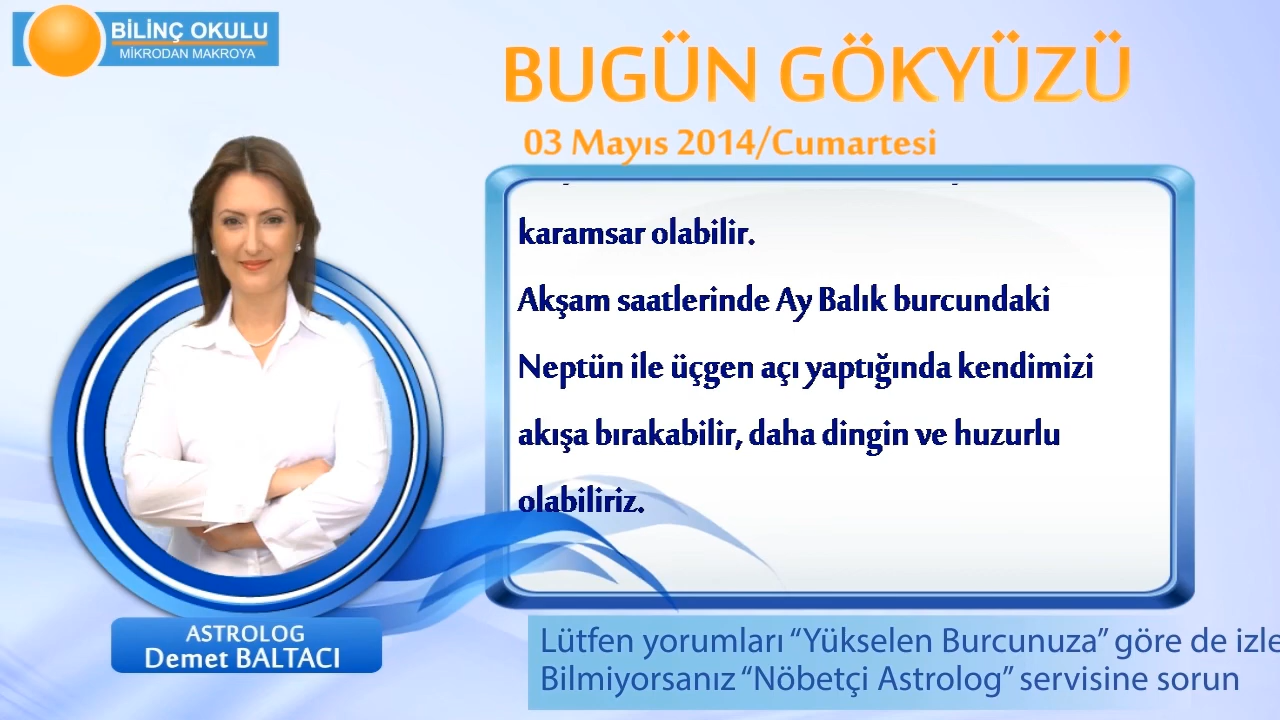 BİLİNÇ OKULU
MİKRODAN MAKROYA
BUGÜN GÖKYÜZÜ
03 Mayıs 2014/Cumartesi
karamsar olabilir.
Akşam saatlerinde Ay Balık burcundaki
Neptün ile üçgen açı yaptığında kendimizi
akışa bırakabilir, daha dingin ve huzurlu
olabiliriz.
ASTROLOG
Demet BALTACI
Lütfen yorumları “Yükselen Burcunuza” göre de izle
Bilmiyorsanız “Nöbetçi Astrolog” servisine sorun